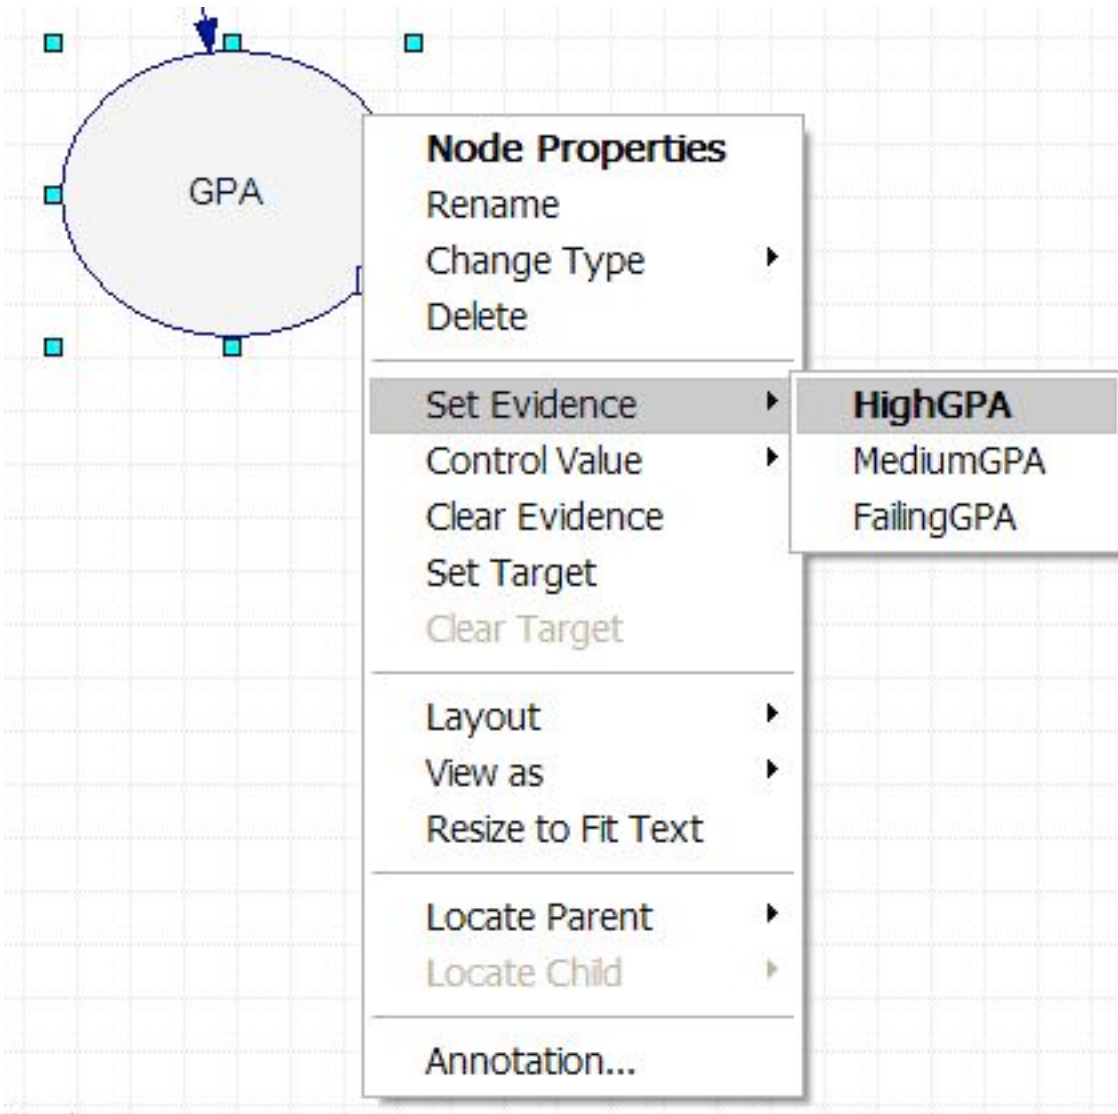 GPA
Node Properties
Rename
Change Type
Delete
Set Evidence
Control Value
Clear Evidence
Set Target
Clear Target
Layout
View as
Resize to Fit Text
Locate Parent
Locate Child
Annotation...
HighGPA
MediumGPA
FailingGPA